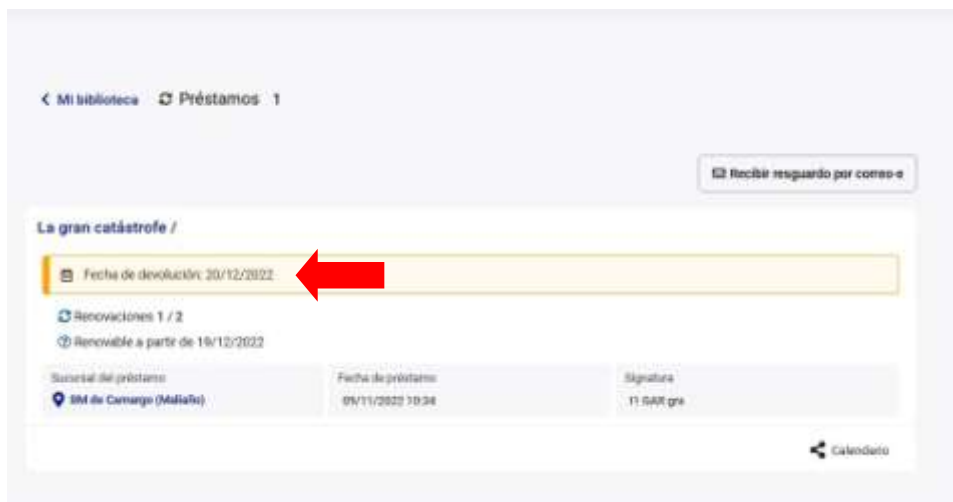 Mi biblioteca Préstamos 1
Recibir resguardo por correo-e
La gran catástrofe /
Fecha de devolución: 20/12/2022
Renovaciones 1 / 2
Renovable a partir de 19/12/2022
Sucursal del préstamo Fecha de préstamo Signatura
BM de Camargo (Maliaño) 09/11/2022 10:34 GAR gra
Calendario